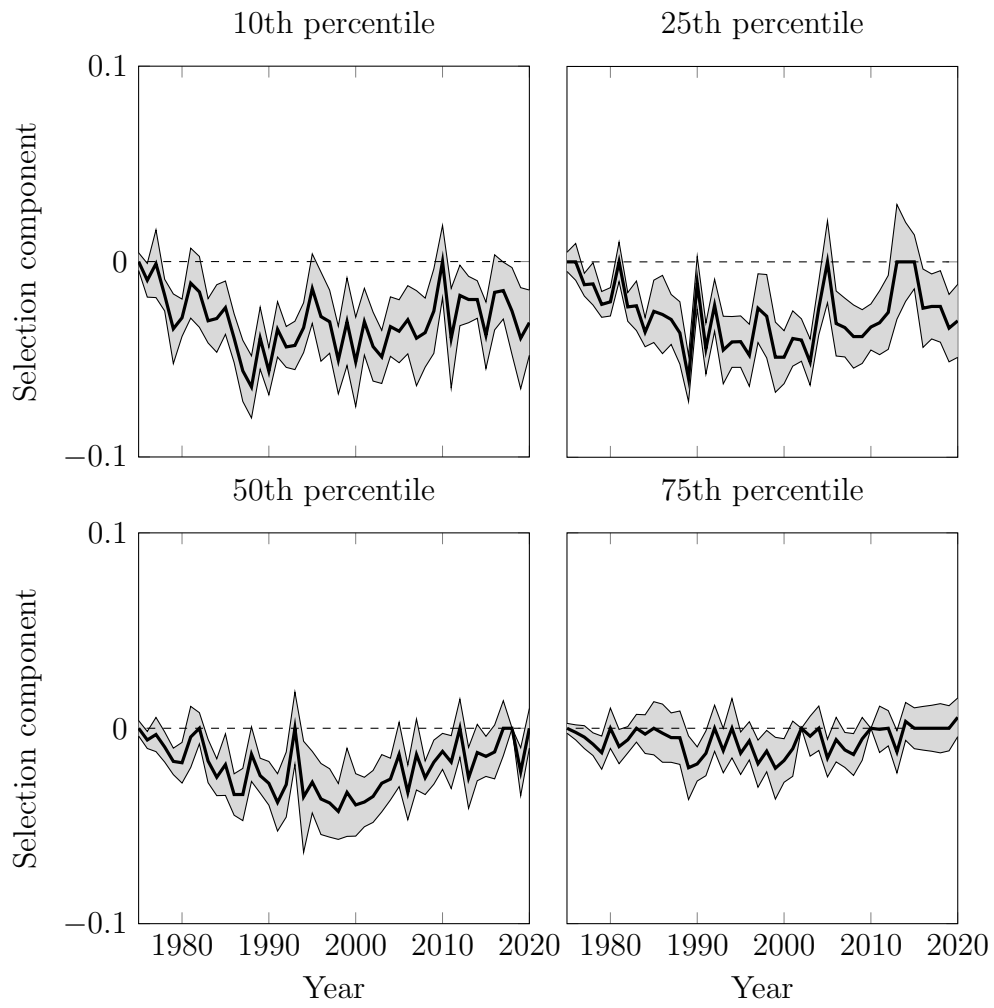 10th percentile
25th percentile
Selection component
0.1
0
−0.1
50th percentile
75th percentile
Selection component
0.1
0
−0.1
1980 1990 2000 2010 2020
1980 1990 2000 2010 2020
Year
Year